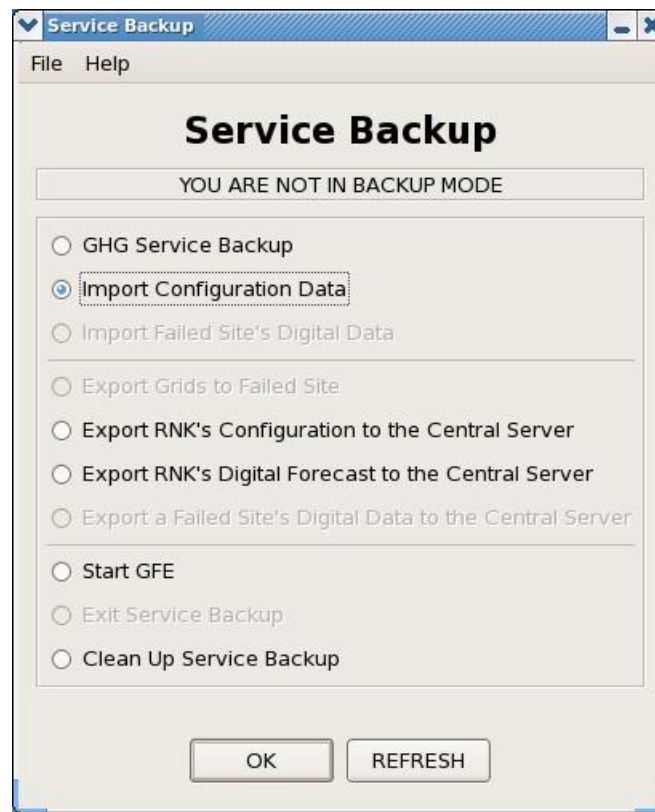 Service Backup
File Help
Service Backup
YOU ARE NOT IN BACKUP MODE
GHG Service Backup
Import Configuration Data
Import Failed Site's Digital Data
Export Grids to Failed Site
Export RNK's Configuration to the Central Server
Export RNK's Digital Forecast to the Central Server
Export a Failed Site's Digital Data to the Central Server
Start GFE
Exit Service Backup
Clean Up Service Backup
OK REFRESH